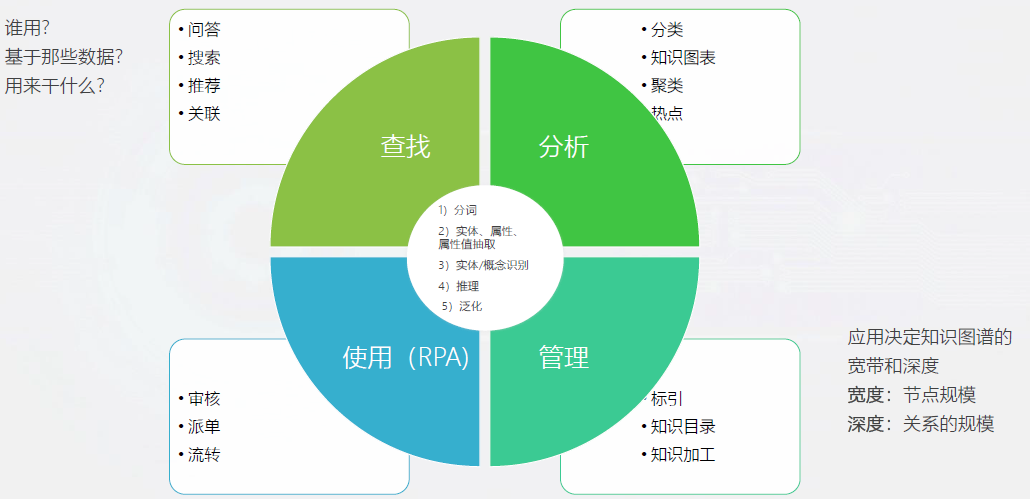 谁用?
基于那些数据?
用来干什么?
• 问答
• 搜索
• 推荐
• 关联
• 分类
• 知识图表
• 聚类
热点
查找
分析
1）分词
2）实体、属性、
属性值抽取
3）实体/概念识别
4）推理
5）泛化
使用（RPA）
管理
• 审核
• 派单
• 流转
• 标引
• 知识目录
• 知识加工
应用决定知识图谱的
宽带和深度
宽度：节点规模
深度：关系的规模